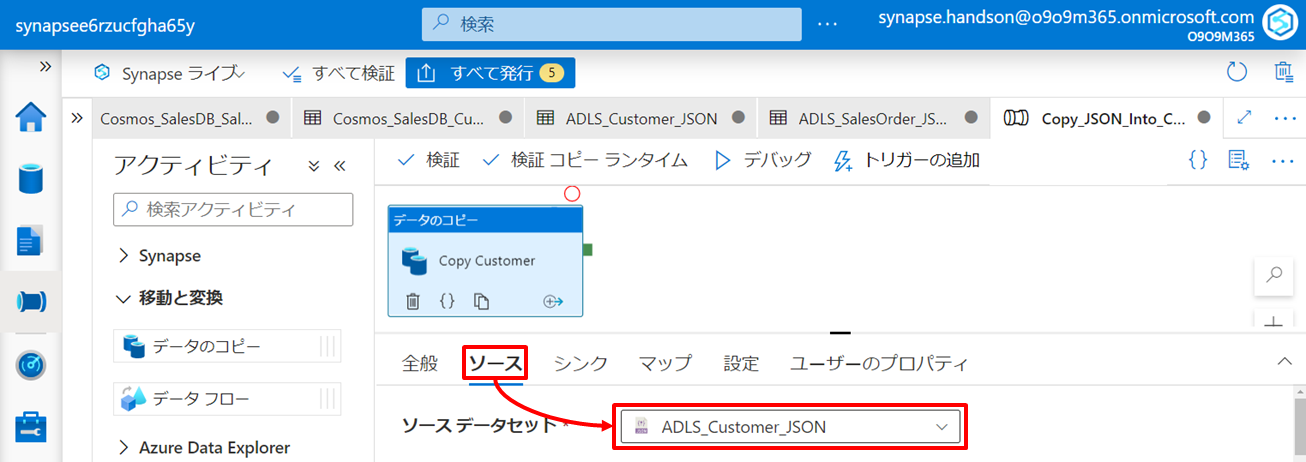 synapsee6rzucfgha65y
検索
synapse.handson@o9o9m365.onmicrosoft.com
O9O9M365
Synapse ライブ
すべて検証
すべて発行 5
Cosmos_SalesDB_Sal...
Cosmos_SalesDB_Cu...
ADLS_Customer_JSON
ADLS_SalesOrder_JS...
Copy_JSON_Into_C...
アクティビティ
検証
検証 コピー ランタイム
デバッグ
トリガーの追加
検索アクティビティ
Synapse
移動と変換
データのコピー
データ フロー
Azure Data Explorer
データのコピー
Copy Customer
全般
ソース
シンク
マップ
設定
ユーザーのプロパティ
ソース データセット *
ADLS_Customer_JSON